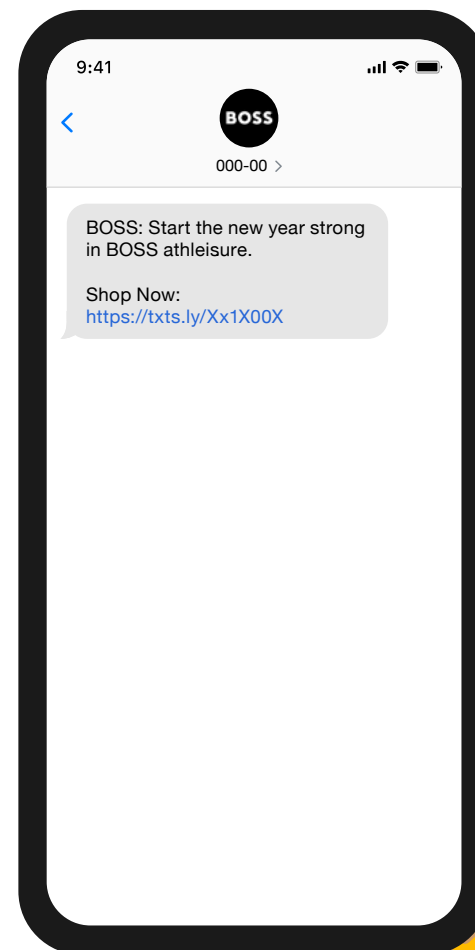 9:41
BOSS
000-00
BOSS: Start the new year strong
in BOSS athleisure.
Shop Now:
https://txts.ly/Xx1X00X